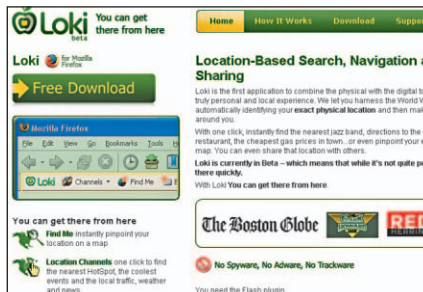 Loki beta
You can get
there from here
Home How It Works Download Suppor
Loki for Mozilla
Firefox
Free Download
Location-Based Search, Navigation a
Sharing
Loki is the first application to combine the physical with the digital to
truly personal and local experience. We let you harness the World W
automatically identifying your exact physical location and then mak
around you.
With one click, instantly find the nearest jazz band, directions to the
restaurant, the cheapest gas prices in town...or even pinpoint your e
map. You can even share that location with others.
Loki is currently in Beta – which means that while it's not quite pe
there quickly.
With Loki You can get there from here.
Mozilla Firefox
File Edit View Go Bookmarks Tools H
Loki Channels Find Me
You can get there from here
Find Me instantly pinpoint your
location on a map
Location Channels one click to find
the nearest HotSpot, the coolest
events and the local traffic, weather
and news.
The Boston Globe
RED
HERRING
No Spyware, No Adware, No Trackware
You need the Flash plugin.